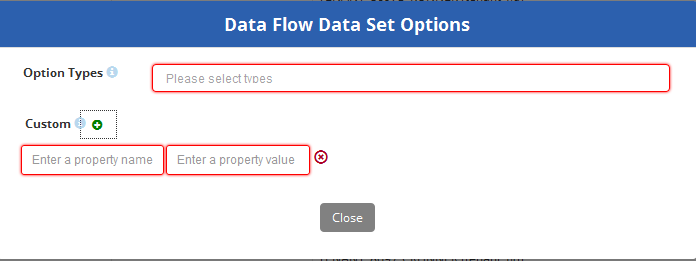 Data Flow Data Set Options
Option Types
Please select types
Custom
Enter a property name Enter a property value
Close